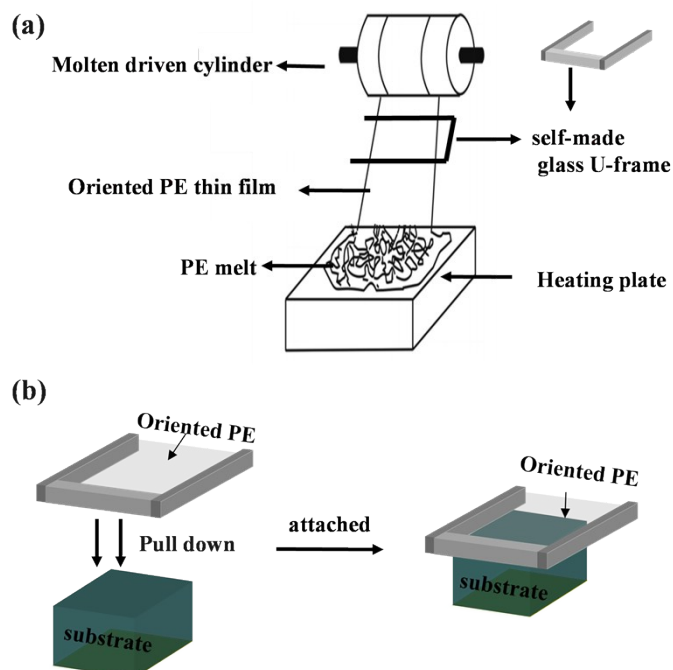 (a)
Molten driven cylinder
self-made
glass U-frame
Oriented PE thin film
PE melt
Heating plate
(b)
Oriented PE
Pull down
substrate
attached
Oriented PE
substrate